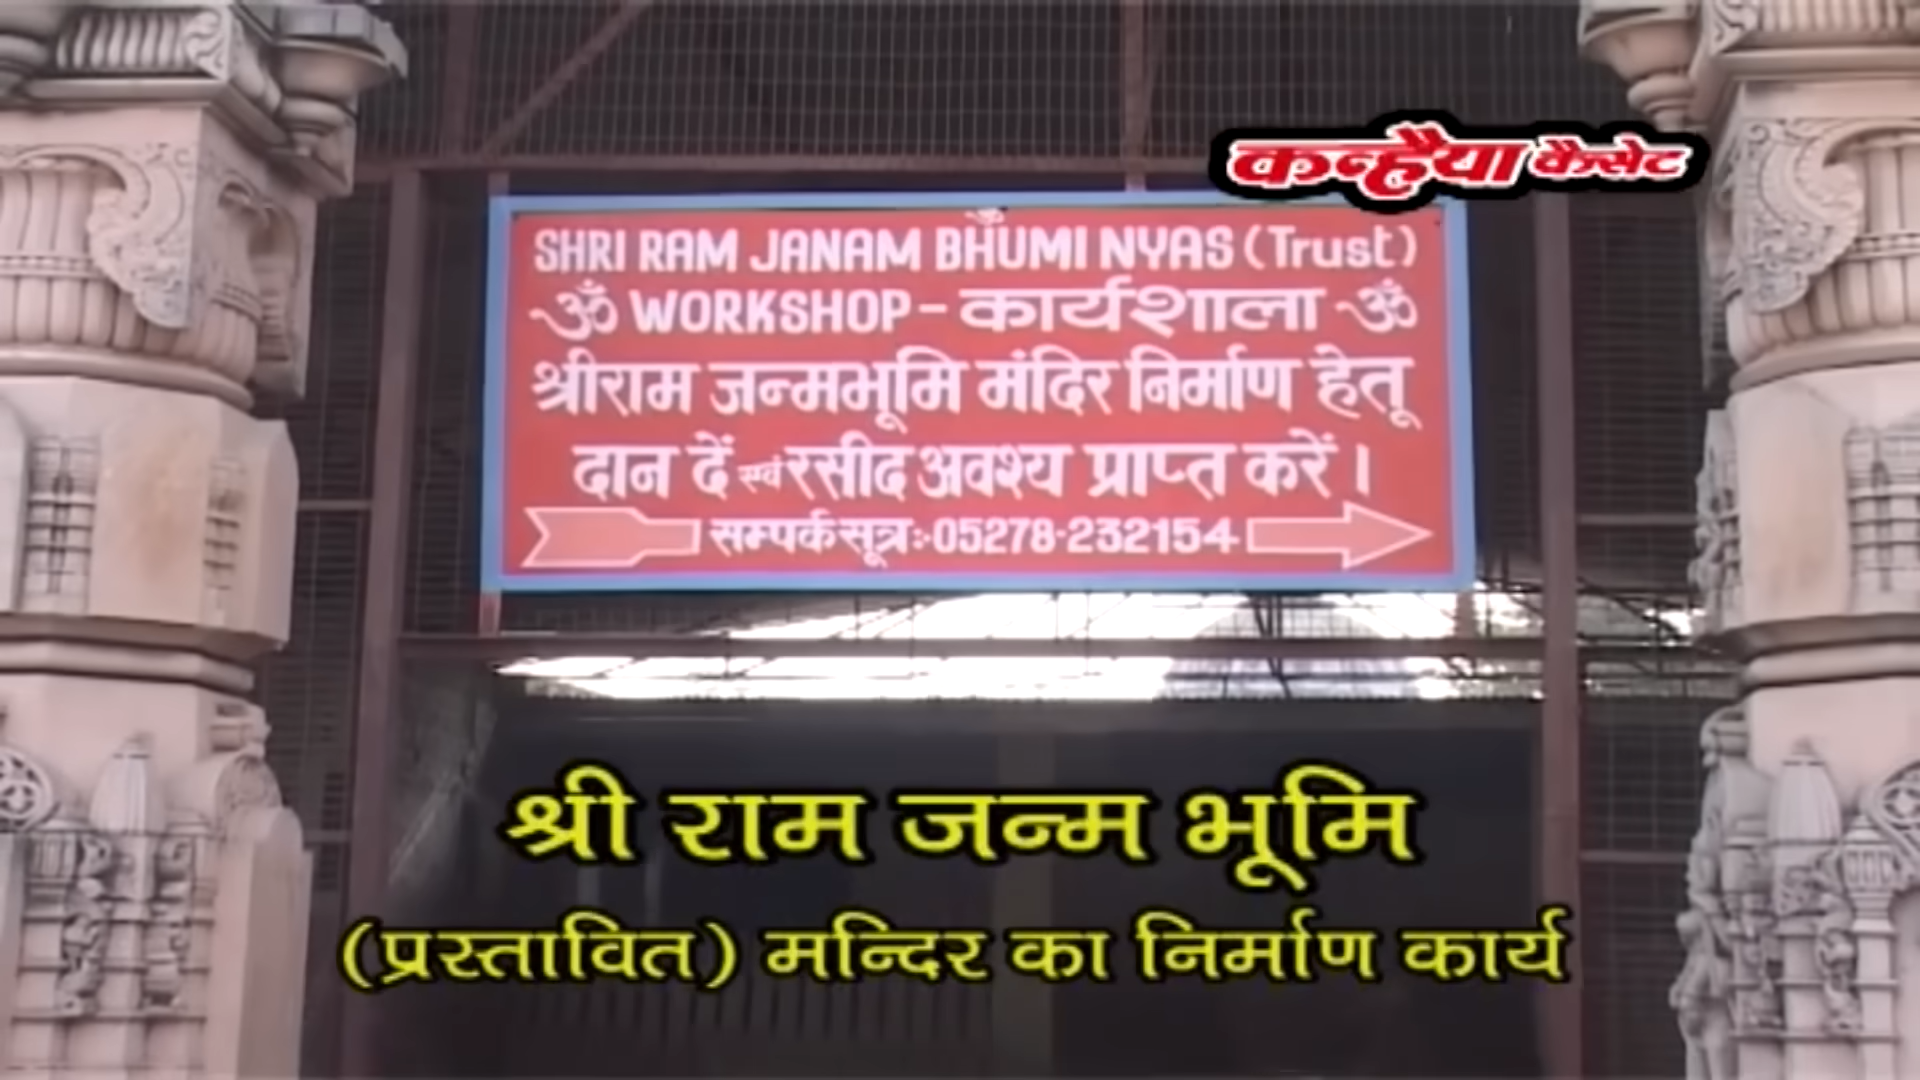 कन्हैया कैसेट
SHRI RAM JANAM BHUMI NYAS (Trust)
ॐ WORKSHOP - कार्यशाला ॐ
श्रीराम जन्मभूमि मंदिर निर्माण हेतू
दान दें एवं रसीद अवश्य प्राप्त करें।
सम्पर्क सूत्र:-05278-232154
श्री राम जन्म भूमि
(प्रस्तावित) मन्दिर का निर्माण कार्य